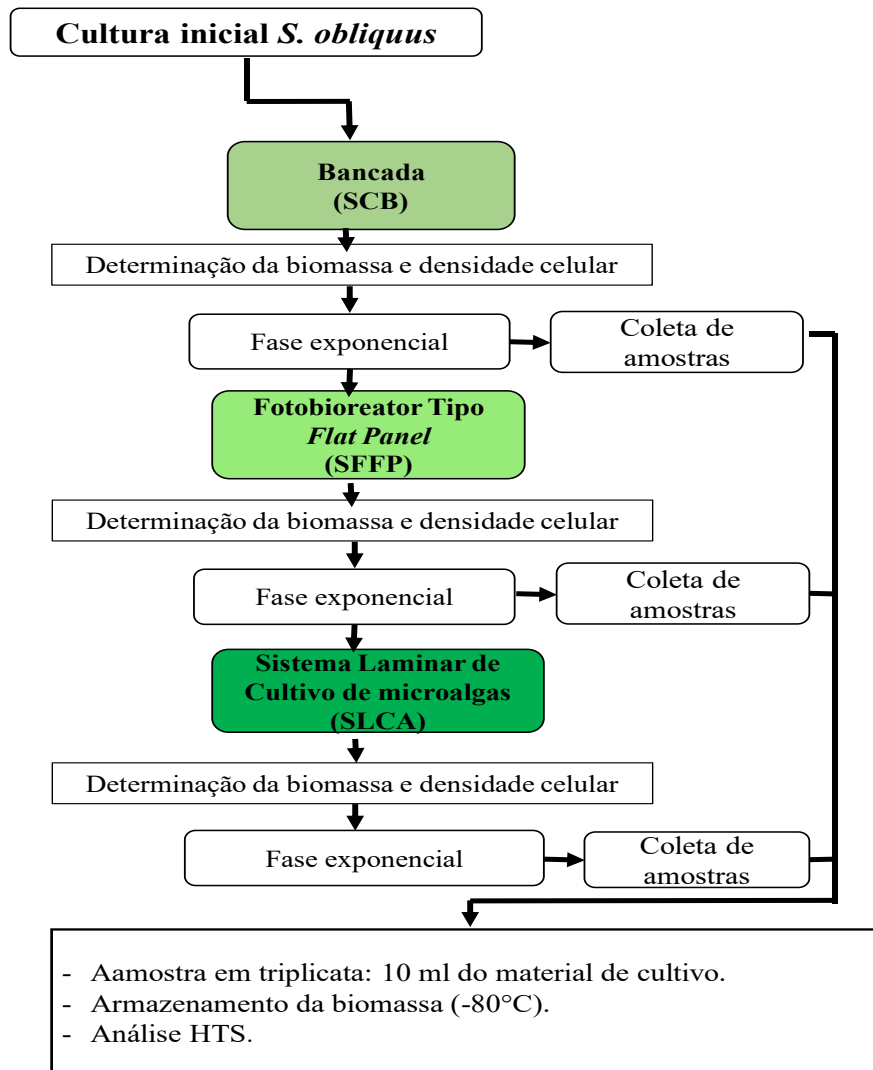 Cultura inicial S. obliquus
Bancada
(SCB)
Determinação da biomassa e densidade celular
Fase exponencial
Coleta de
amostras
Fotobioreator Tipo
Flat Panel
(SFFP)
Determinação da biomassa e densidade celular
Fase exponencial
Coleta de
amostras
Sistema Laminar de
Cultivo de microalgas
(SLCA)
Determinação da biomassa e densidade celular
Fase exponencial
Coleta de
amostras
- Aamostra em triplicata: 10 ml do material de cultivo.
- Armazenamento da biomassa (-80°C).
- Análise HTS.